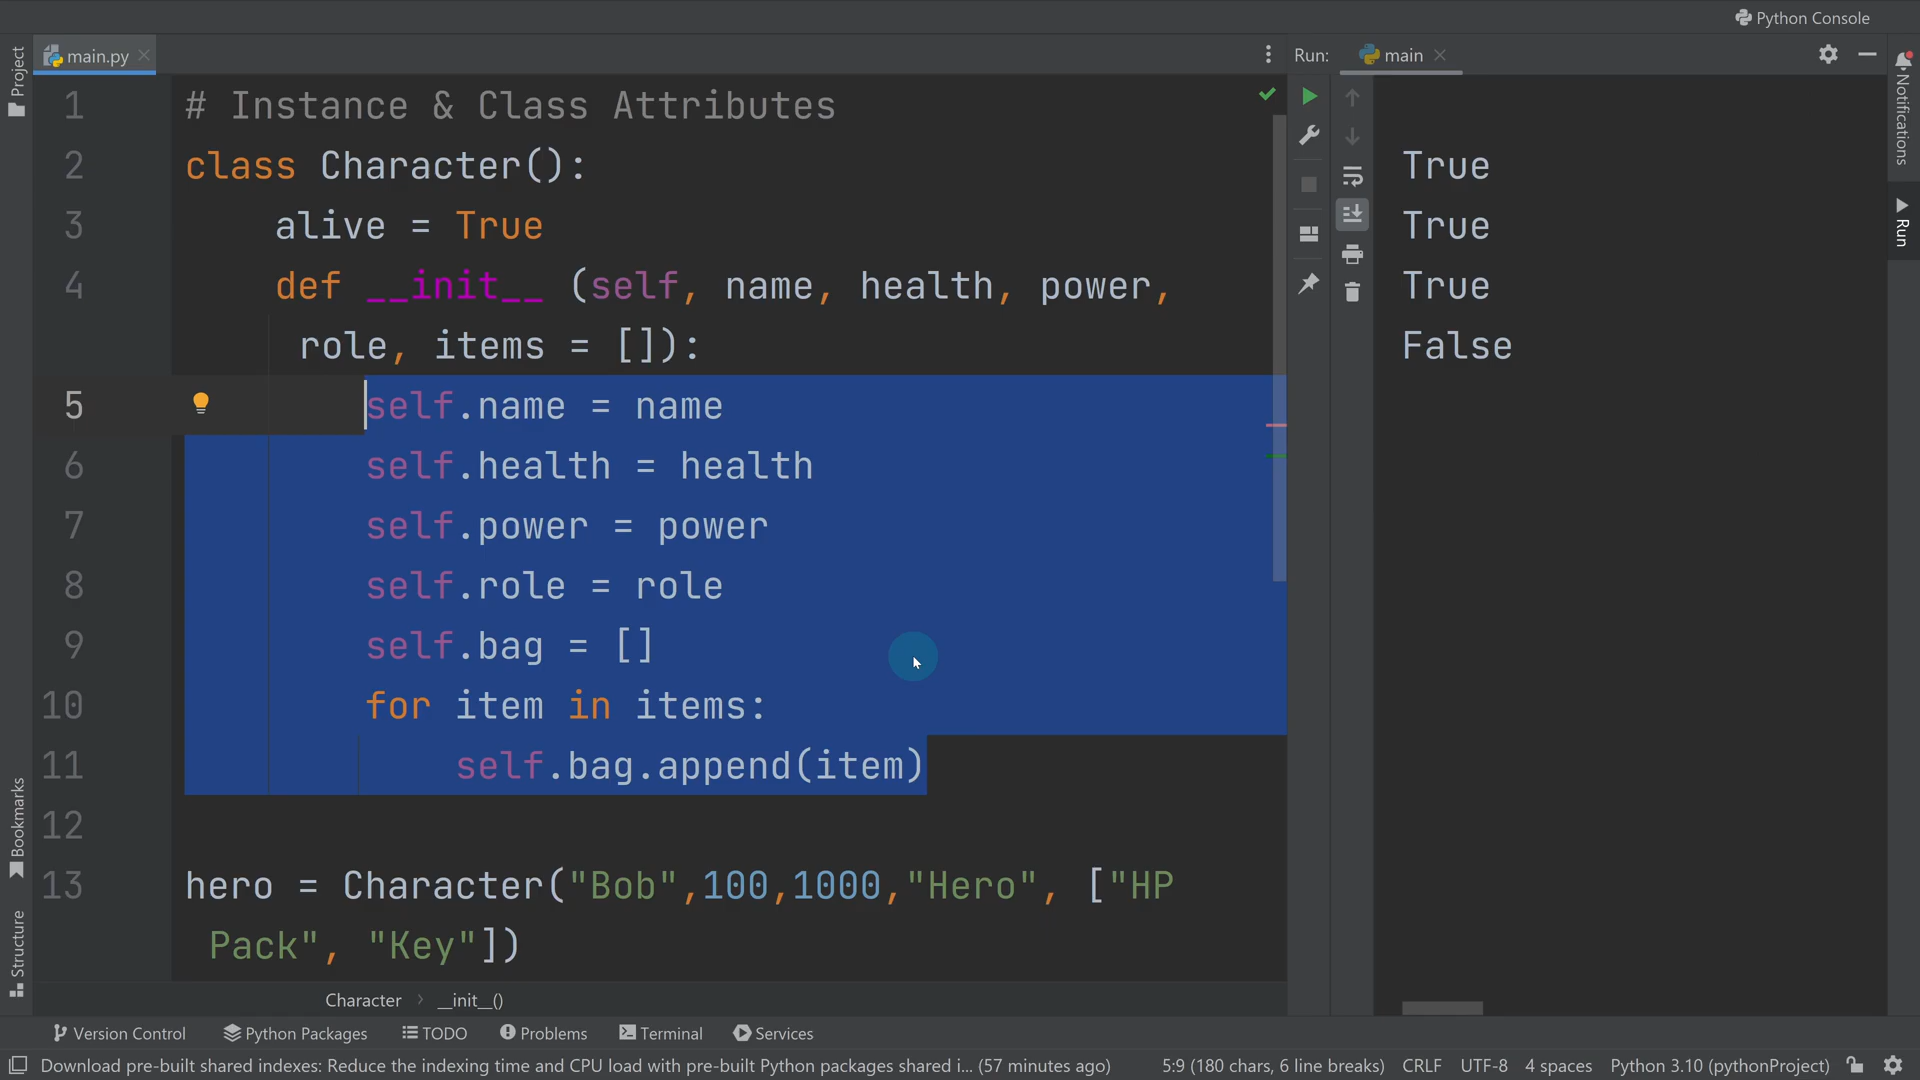 Python Console
Project
main.py
Run:
main
Notifications
Run
1 # Instance & Class Attributes
2 class Character():
3 alive = True
4 def __init__ (self, name, health, power,
role, items = []):
5 self.name = name
6 self.health = health
7 self.power = power
8 self.role = role
9 self.bag = []
10 for item in items:
11 self.bag.append(item)
12
13 hero = Character("Bob",100,1000,"Hero", ["HP
Pack", "Key"])
True
True
True
False
Bookmarks
Structure
Character › __init__()
Version Control Python Packages TODO Problems Terminal Services
Download pre-built shared indexes: Reduce the indexing time and CPU load with pre-built Python packages shared i... (57 minutes ago) 5:9 (180 chars, 6 line breaks) CRLF UTF-8 4 spaces Python 3.10 (pythonProject)